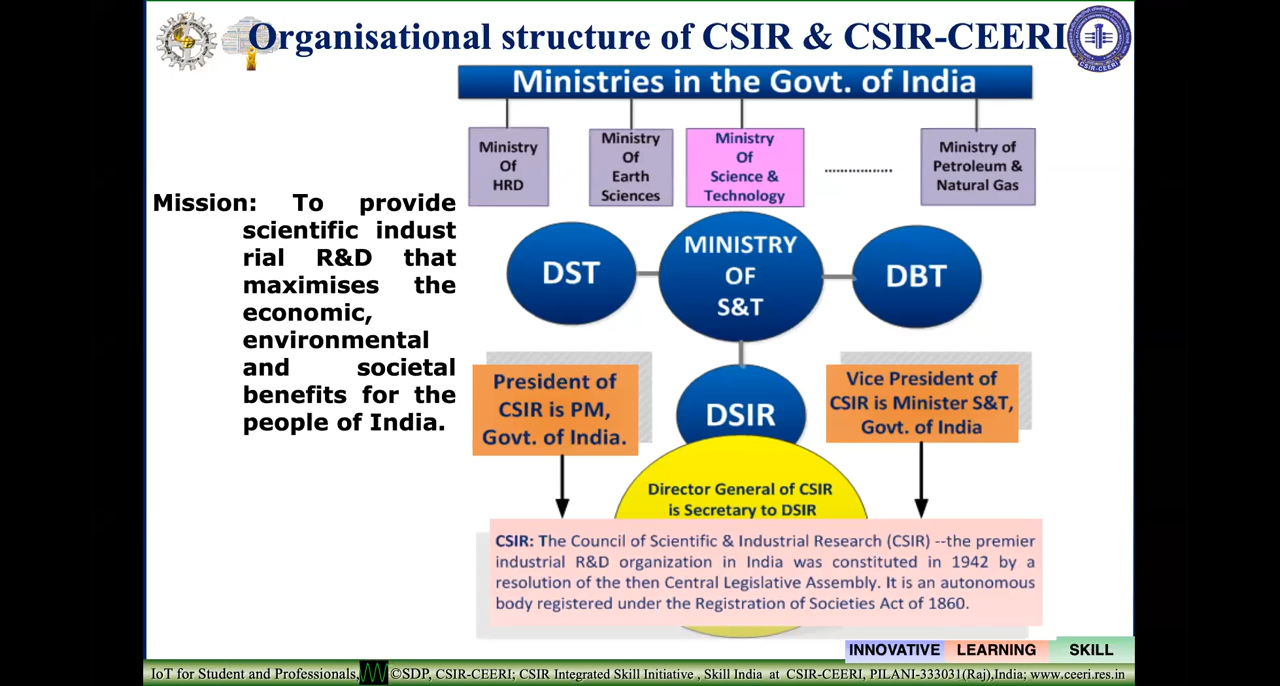 Organisational structure of CSIR & CSIR-CEERI
CSIR-CEERI
Ministries in the Govt. of India
Ministry
Of
HRD
Ministry
Of
Earth
Sciences
Ministry
Of
Science &
Technology
..................
Ministry of
Petroleum &
Natural Gas
Mission: To provide
scientific indust
rial R&D that
maximises the
economic,
environmental
and societal
benefits for the
people of India.
DST
MINISTRY
OF
S&T
DBT
President of
CSIR is PM,
Govt. of India.
DSIR
Vice President of
CSIR is Minister S&T,
Govt. of India
Director General of CSIR
is Secretary to DSIR
CSIR: The Council of Scientific & Industrial Research (CSIR) --the premier
industrial R&D organization in India was constituted in 1942 by a
resolution of the then Central Legislative Assembly. It is an autonomous
body registered under the Registration of Societies Act of 1860.
INNOVATIVE LEARNING SKILL
IoT for Student and Professionals, ©SDP, CSIR-CEERI; CSIR Integrated Skill Initiative , Skill India at CSIR-CEERI, PILANI-333031(Raj),India; www.ceeri.res.in